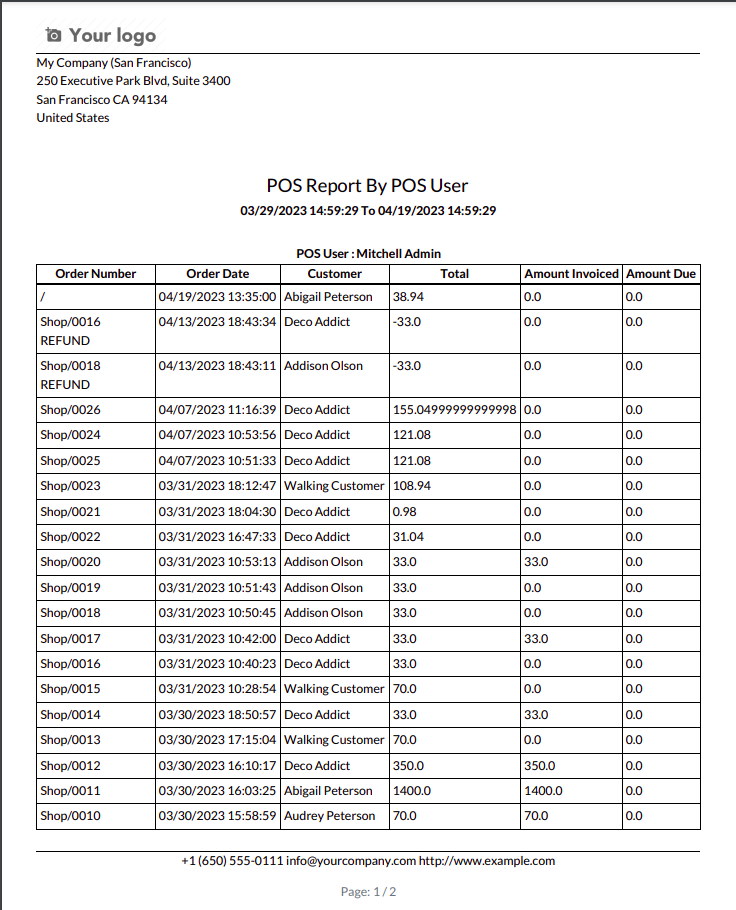 Your logo
My Company (San Francisco)
250 Executive Park Blvd, Suite 3400
San Francisco CA 94134
United States
POS Report By POS User
03/29/2023 14:59:29 To 04/19/2023 14:59:29
POS User : Mitchell Admin
Order Number Order Date Customer Total Amount Invoiced Amount Due
/ 04/19/2023 13:35:00 Abigail Peterson 38.94 0.0 0.0
Shop/0016 04/13/2023 18:43:34 Deco Addict -33.0 0.0 0.0
REFUND
Shop/0018 04/13/2023 18:43:11 Addison Olson -33.0 0.0 0.0
REFUND
Shop/0026 04/07/2023 11:16:39 Deco Addict 155.04999999999998 0.0 0.0
Shop/0024 04/07/2023 10:53:56 Deco Addict 121.08 0.0 0.0
Shop/0025 04/07/2023 10:51:33 Deco Addict 121.08 0.0 0.0
Shop/0023 03/31/2023 18:12:47 Walking Customer 108.94 0.0 0.0
Shop/0021 03/31/2023 18:04:30 Deco Addict 0.98 0.0 0.0
Shop/0022 03/31/2023 16:47:33 Deco Addict 31.04 0.0 0.0
Shop/0020 03/31/2023 10:53:13 Addison Olson 33.0 33.0 0.0
Shop/0019 03/31/2023 10:51:43 Addison Olson 33.0 0.0 0.0
Shop/0018 03/31/2023 10:50:45 Addison Olson 33.0 0.0 0.0
Shop/0017 03/31/2023 10:42:00 Deco Addict 33.0 33.0 0.0
Shop/0016 03/31/2023 10:40:23 Deco Addict 33.0 0.0 0.0
Shop/0015 03/31/2023 10:28:54 Walking Customer 70.0 0.0 0.0
Shop/0014 03/30/2023 18:50:57 Deco Addict 33.0 33.0 0.0
Shop/0013 03/30/2023 17:15:04 Walking Customer 70.0 0.0 0.0
Shop/0012 03/30/2023 16:10:17 Deco Addict 350.0 350.0 0.0
Shop/0011 03/30/2023 16:03:25 Abigail Peterson 1400.0 1400.0 0.0
Shop/0010 03/30/2023 15:58:59 Audrey Peterson 70.0 70.0 0.0
+1 (650) 555-0111 info@yourcompany.com http://www.example.com
Page: 1 / 2